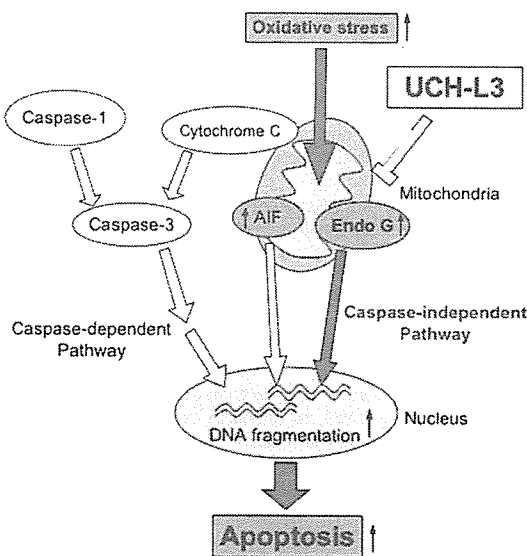 Oxidative stress ↑
UCH-L3
Caspase-1
Cytochrome C
Mitochondria
Caspase-3
↑ AIF
Endo G ↑
Caspase-independent
Pathway
Caspase-dependent
Pathway
Nucleus
DNA fragmentation ↑
Apoptosis ↑